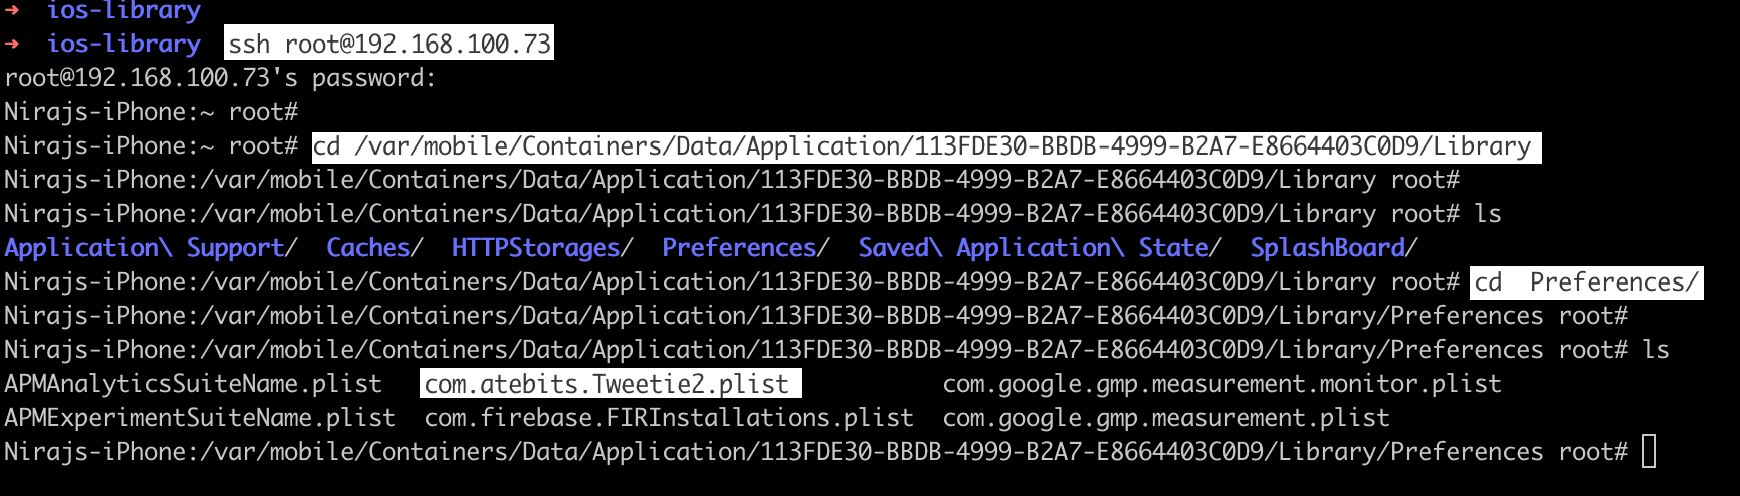 → ios-library
→ ios-library ssh root@192.168.100.73
root@192.168.100.73's password:
Nirajs-iPhone:~ root#
Nirajs-iPhone:~ root# cd /var/mobile/Containers/Data/Application/113FDE30-BBDB-4999-B2A7-E8664403C0D9/Library
Nirajs-iPhone:/var/mobile/Containers/Data/Application/113FDE30-BBDB-4999-B2A7-E8664403C0D9/Library root#
Nirajs-iPhone:/var/mobile/Containers/Data/Application/113FDE30-BBDB-4999-B2A7-E8664403C0D9/Library root# ls
Application\ Support/  Caches/  HTTPStorages/  Preferences/  Saved\ Application\ State/  SplashBoard/
Nirajs-iPhone:/var/mobile/Containers/Data/Application/113FDE30-BBDB-4999-B2A7-E8664403C0D9/Library root# cd  Preferences/
Nirajs-iPhone:/var/mobile/Containers/Data/Application/113FDE30-BBDB-4999-B2A7-E8664403C0D9/Library/Preferences root#
Nirajs-iPhone:/var/mobile/Containers/Data/Application/113FDE30-BBDB-4999-B2A7-E8664403C0D9/Library/Preferences root# ls
APMAnalyticsSuiteName.plist   com.atebits.Tweetie2.plist          com.google.gmp.measurement.monitor.plist
APMExperimentSuiteName.plist  com.firebase.FIRInstallations.plist  com.google.gmp.measurement.plist
Nirajs-iPhone:/var/mobile/Containers/Data/Application/113FDE30-BBDB-4999-B2A7-E8664403C0D9/Library/Preferences root#